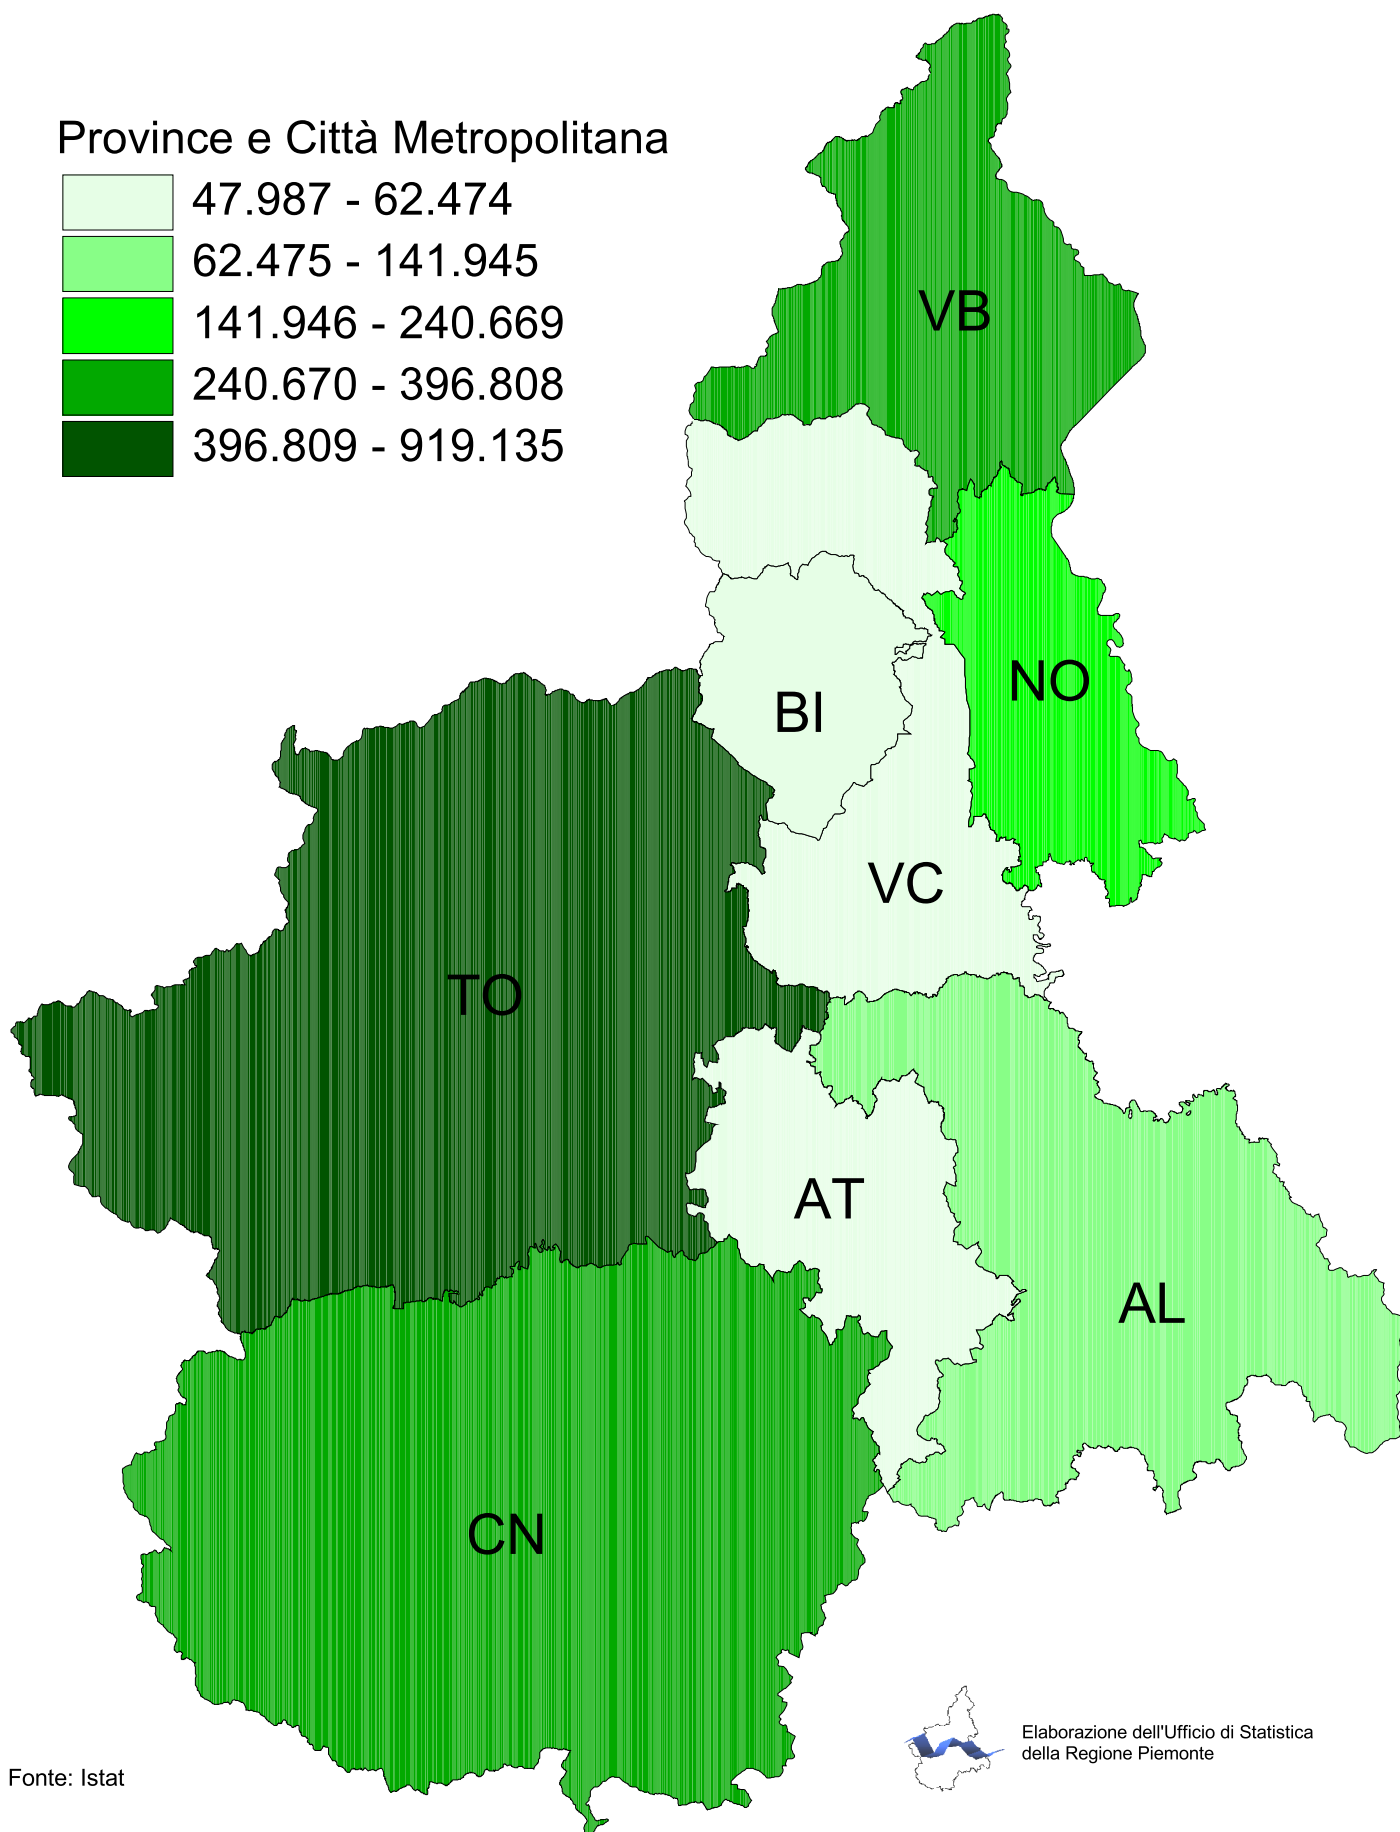 Province e Città Metropolitana
47.987 - 62.474
62.475 - 141.945
141.946 - 240.669
240.670 - 396.808
396.809 - 919.135
VB
NO
BI
VC
TO
AT
AL
CN
Elaborazione dell'Ufficio di Statistica
della Regione Piemonte
Fonte: Istat